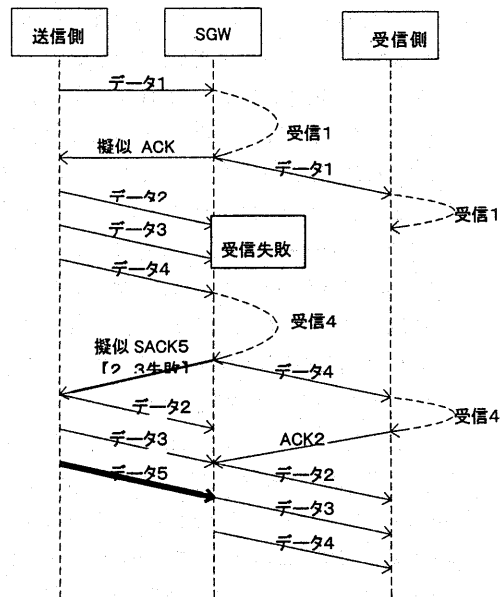 送信側
SGW
受信側
データ1
受信1
擬似 ACK
データ1
受信1
データ2
データ3
受信失敗
データ4
受信4
擬似 SACK5
【2、3失敗】
データ4
データ2
受信4
データ3
ACK2
データ5
データ2
データ3
データ4